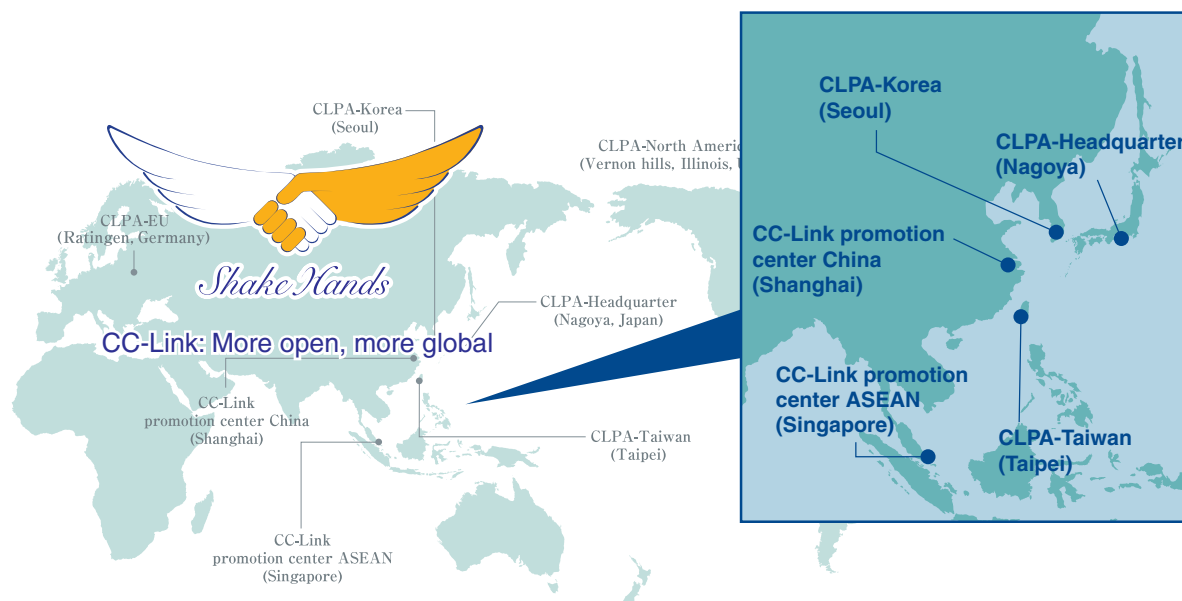 CLPA-Korea
(Seoul)
CLPA-North Americ
(Vernon hills, Illinois, U
CLPA-EU
(Ratingen, Germany)
Shake Hands
CLPA-Headquarter
(Nagoya, Japan)
CC-Link: More open, more global
CC-Link
promotion center China
(Shanghai)
CLPA-Taiwan
(Taipei)
CC-Link
promotion center ASEAN
(Singapore)
CLPA-Korea
(Seoul)
CLPA-Headquarter
(Nagoya)
CC-Link promotion
center China
(Shanghai)
CC-Link promotion
center ASEAN
(Singapore)
CLPA-Taiwan
(Taipei)